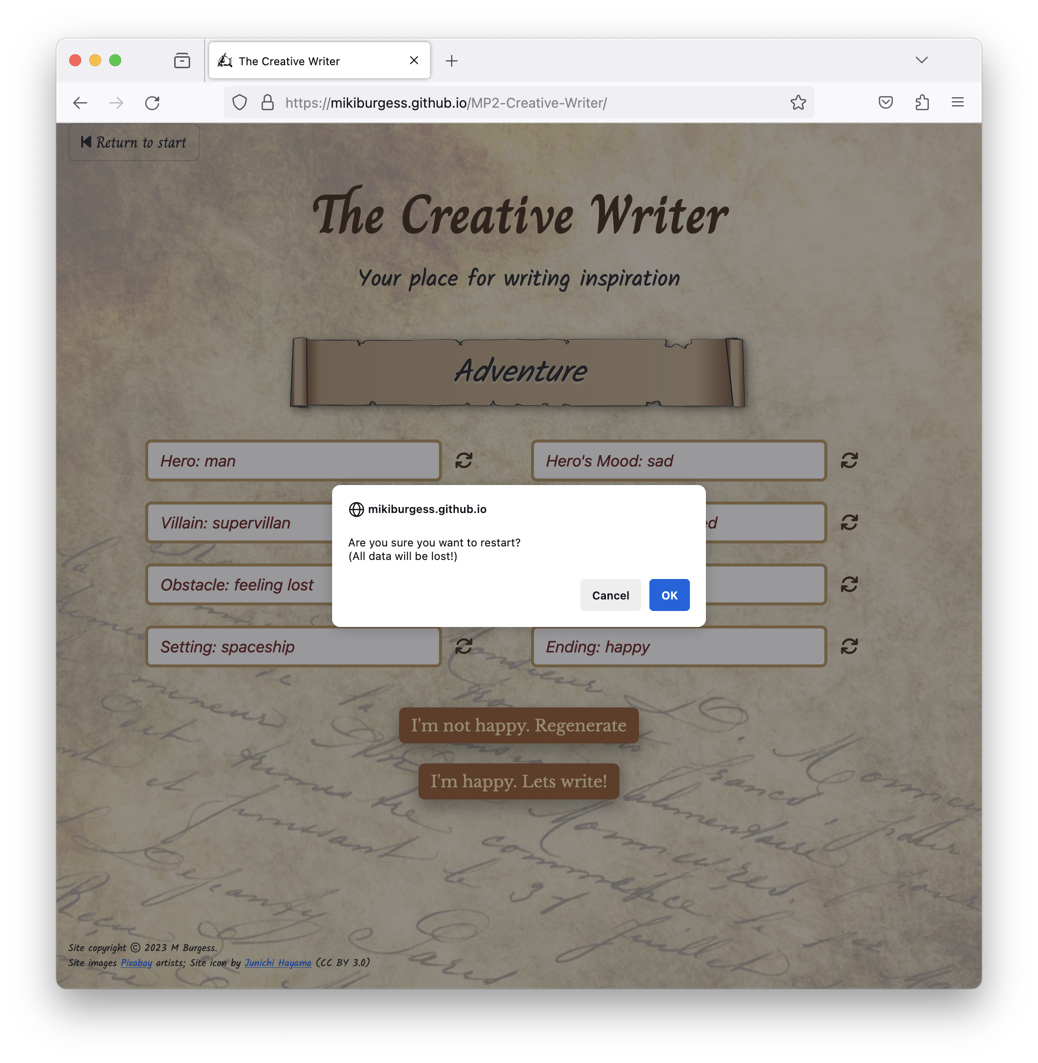 The Creative Writer
https://mikiburgess.github.io/MP2-Creative-Writer/
Return to start
The Creative Writer
Your place for writing inspiration
Adventure
Hero: man
Hero's Mood: sad
Villain: supervillan
Obstacle: feeling lost
mikiburgess.github.io
Are you sure you want to restart?
(All data will be lost!)
Cancel
OK
Setting: spaceship
Ending: happy
I'm not happy. Regenerate
I'm happy. Lets write!
Site copyright © 2023 M Burgess.
Site images Pixabay artists; Site icon by Junichi Hayama (CC BY 3.0)